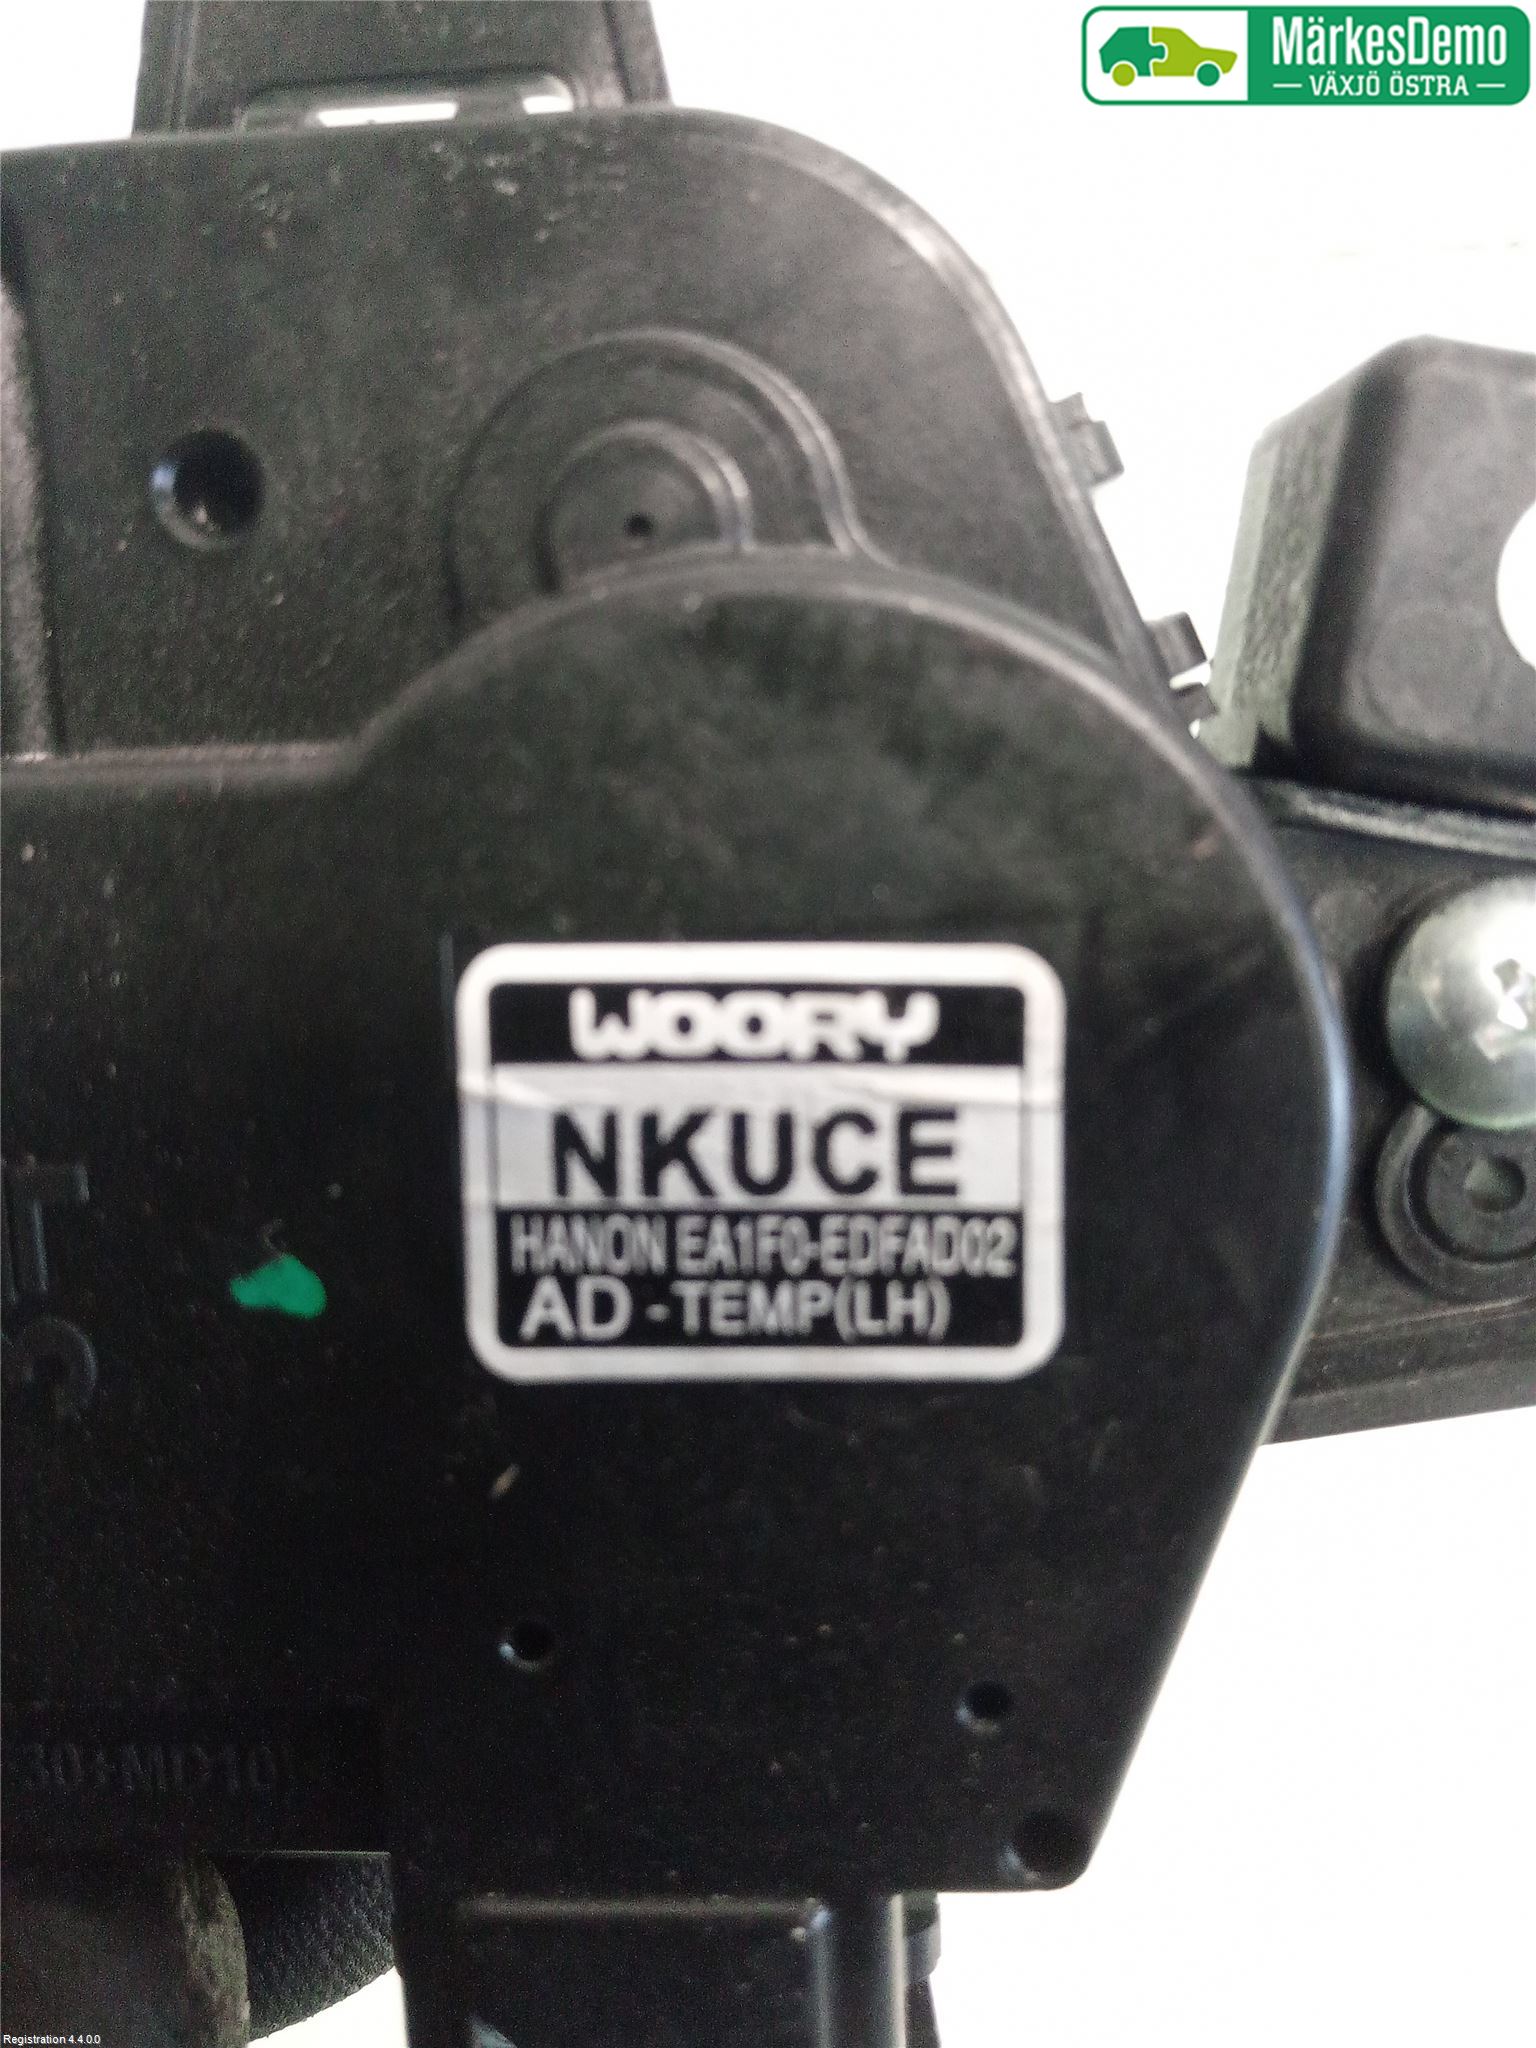 MärkesDemo
— VÄXJÖ ÖSTRA —
WOORY
NKUCE
HANON EA1F0-EDFAD02
AD - TEMP(LH)
Registration 4.4.0.0